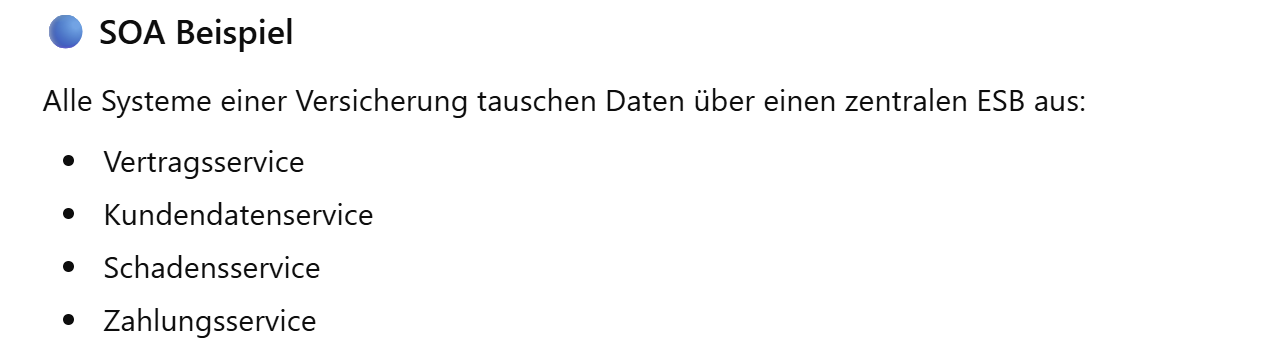 SOA Beispiel
Alle Systeme einer Versicherung tauschen Daten über einen zentralen ESB aus:
• Vertragsservice
• Kundendatenservice
• Schadensservice
• Zahlungsservice